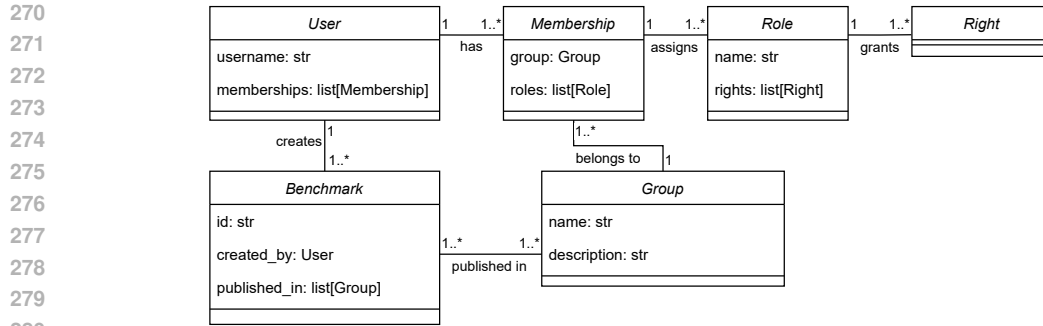 270
271
272
273
274
275
276
277
278
279
User
username: str
memberships: list[Membership]
1 1..*
has
Membership
group: Group
roles: list[Role]
1 1..*
assigns
Role
name: str
rights: list[Right]
1 1..*
grants
Right
creates
1
1..*
1..*
belongs to
1
Benchmark
id: str
created_by: User
published_in: list[Group]
1..* 1..*
published in
Group
name: str
description: str